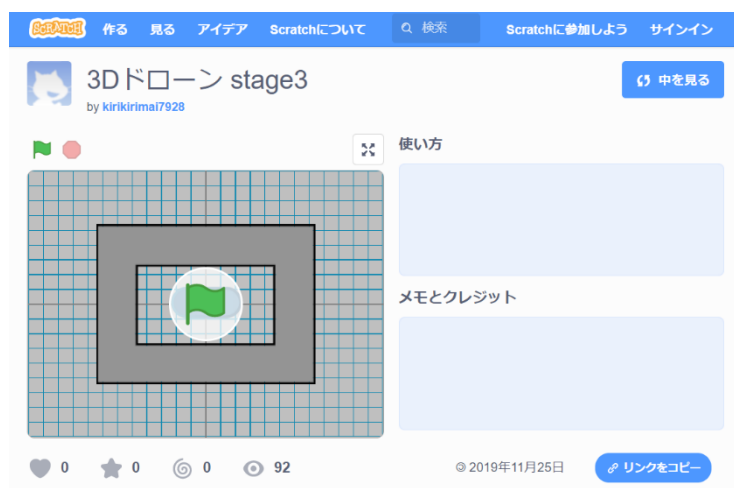 SCRATCH 作る 見る アイデア Scratchについて 検索 Scratchに参加しよう サインイン
3Dドローン stage3
中を見る
by kirikirimai7928
使い方
メモとクレジット
0 0 0 92
2019年11月25日
リンクをコピー